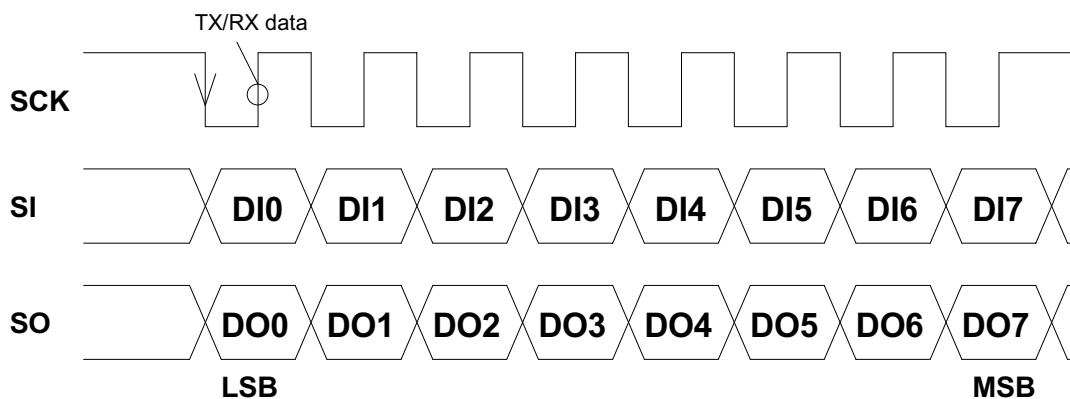 TX/RX data
SCK
SI DI0 DI1 DI2 DI3 DI4 DI5 DI6 DI7
SO DO0 DO1 DO2 DO3 DO4 DO5 DO6 DO7
LSB MSB